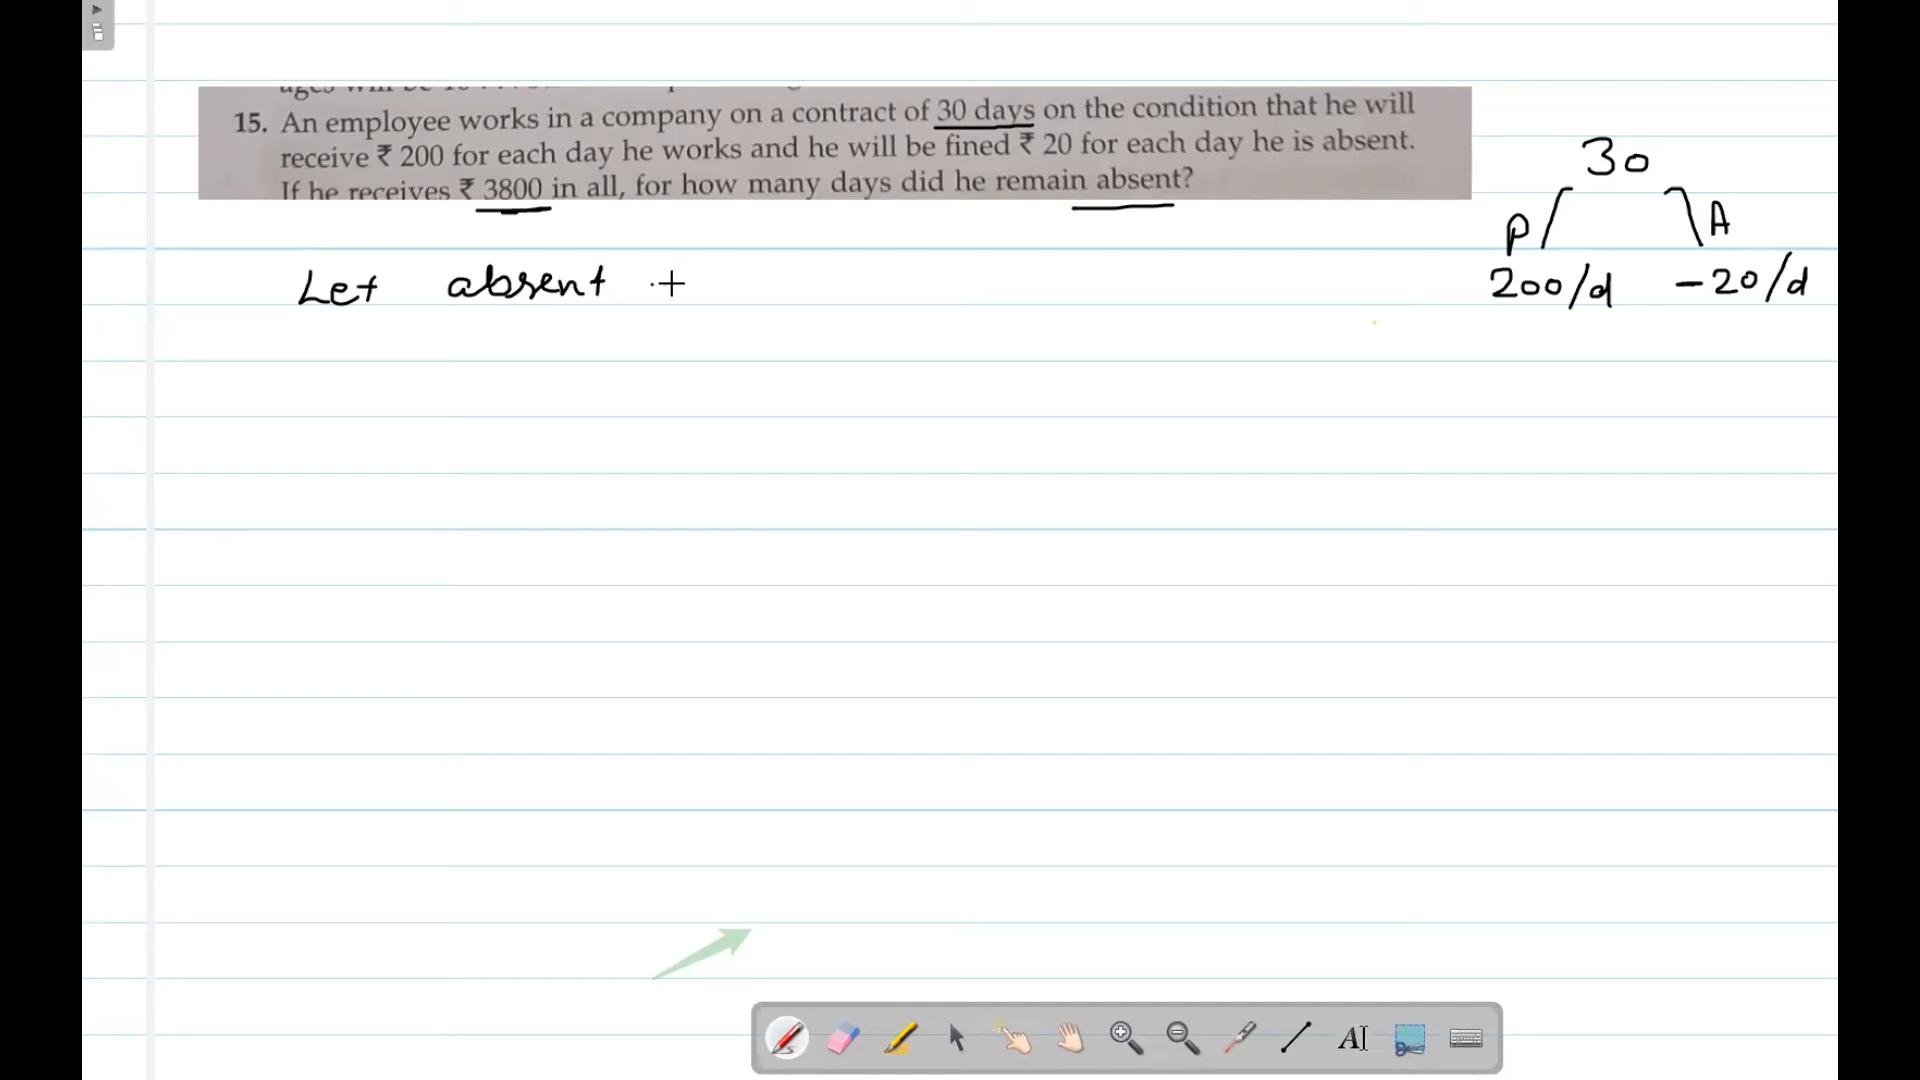 15. An employee works in a company on a contract of 30 days on the condition that he will
receive ₹ 200 for each day he works and he will be fined ₹ 20 for each day he is absent.
If he receives ₹ 3800 in all, for how many days did he remain absent?
30
P A
200/d -20/d
Let absent
AI